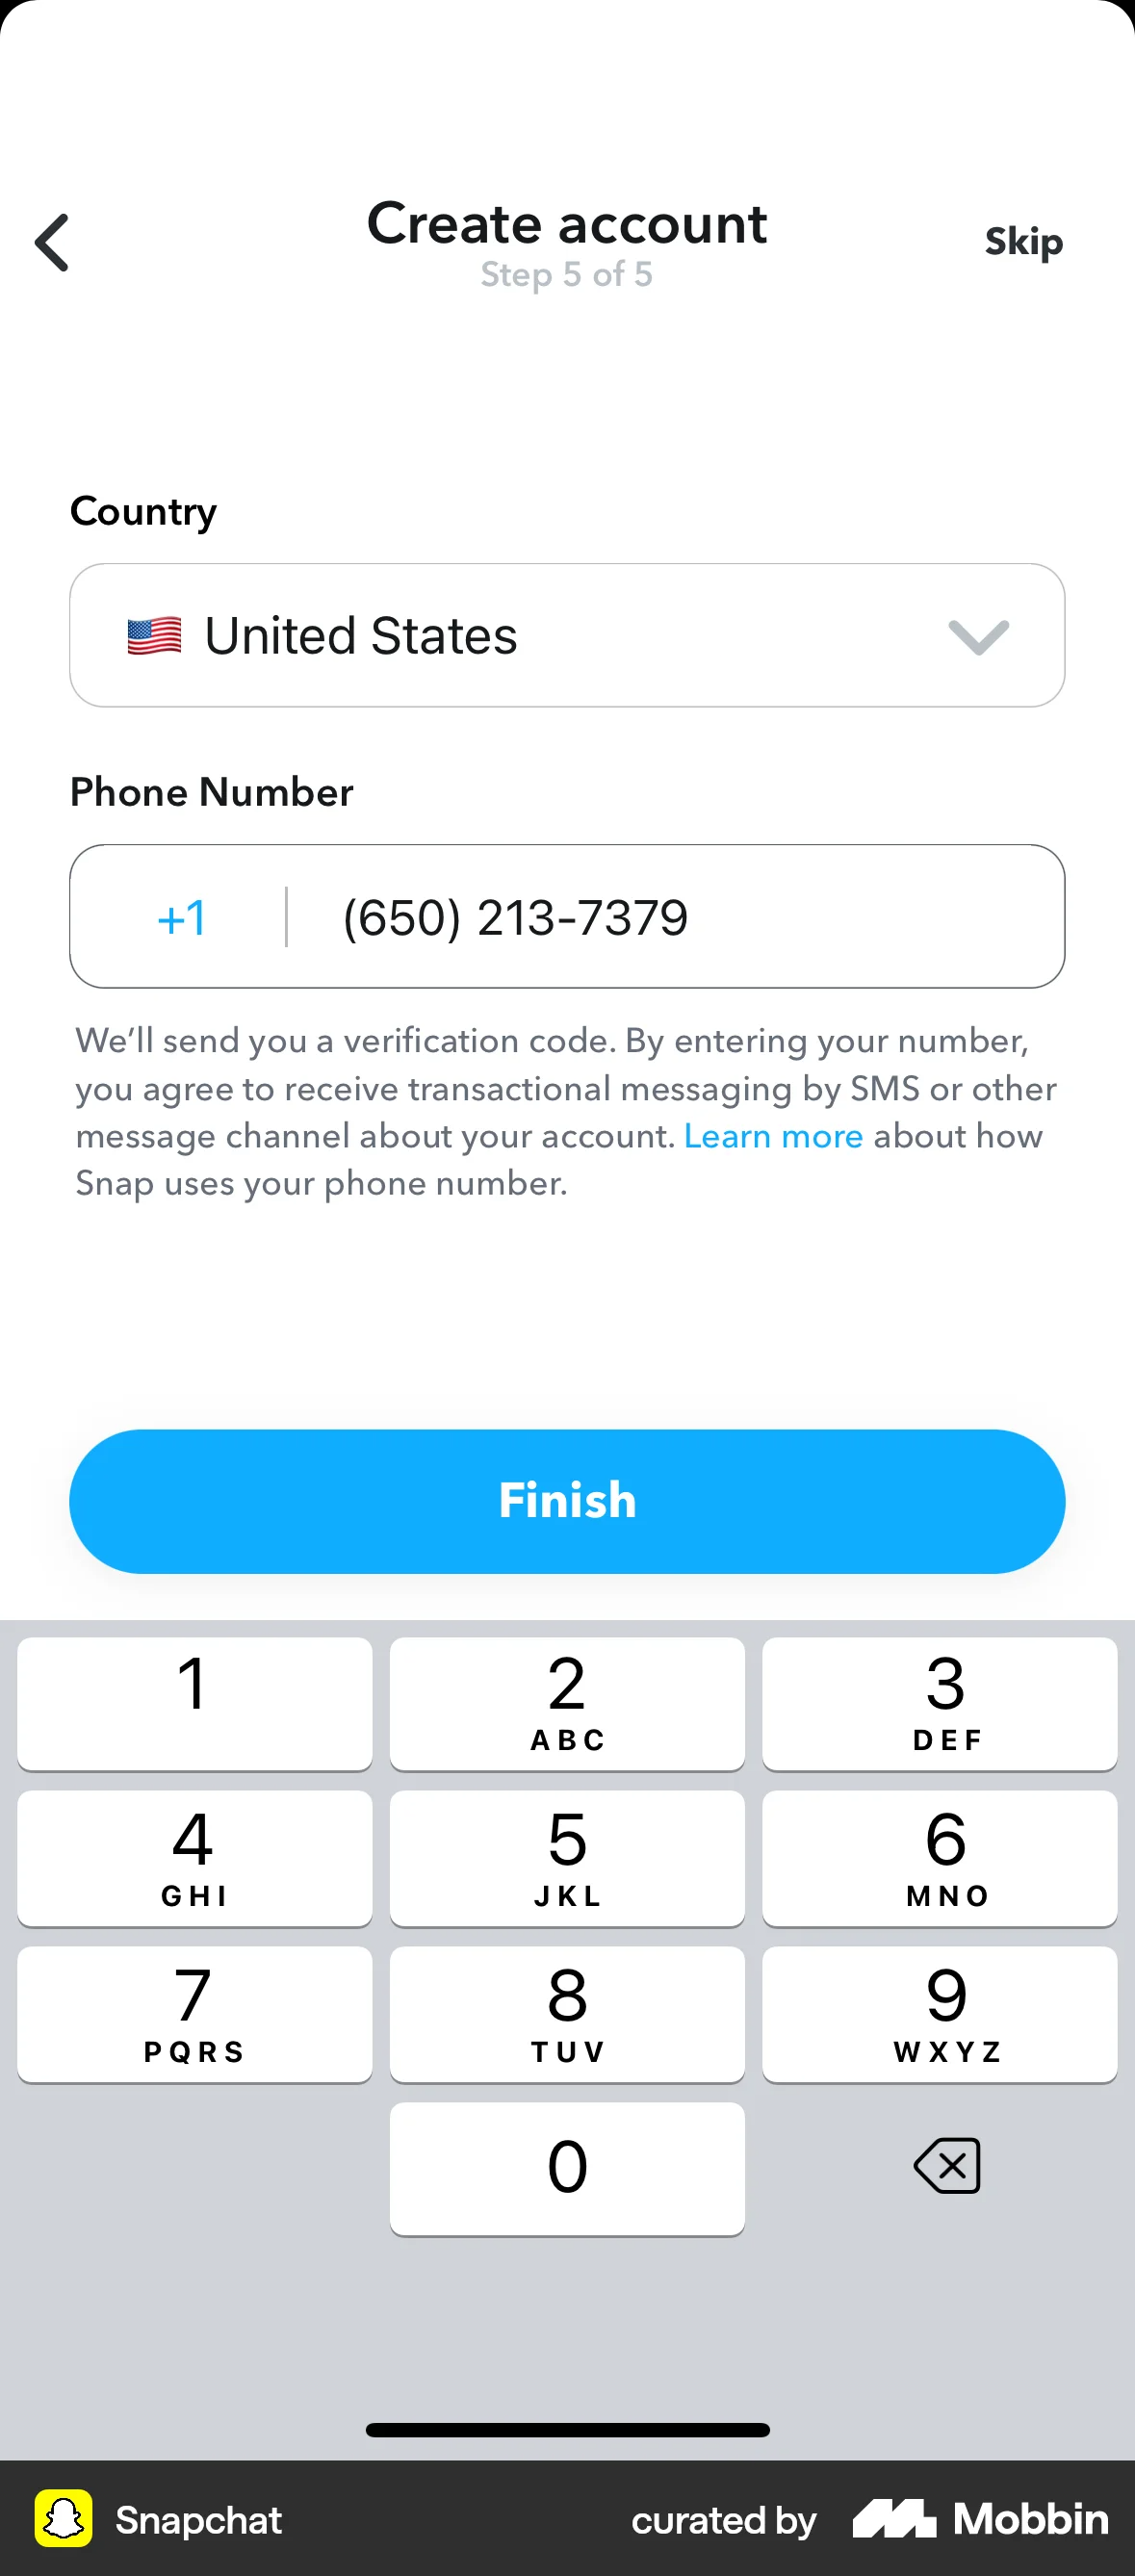 Create account
Skip
Step 5 of 5
Country
🇺🇸 United States
Phone Number
+1 (650) 213-7379
We’ll send you a verification code. By entering your number,
you agree to receive transactional messaging by SMS or other
message channel about your account. Learn more about how
Snap uses your phone number.
Finish
1 2 3
ABC DEF
4 5 6
GHI JKL MNO
7 8 9
PQRS TUV WXYZ
0
Snapchat curated by Mobbin